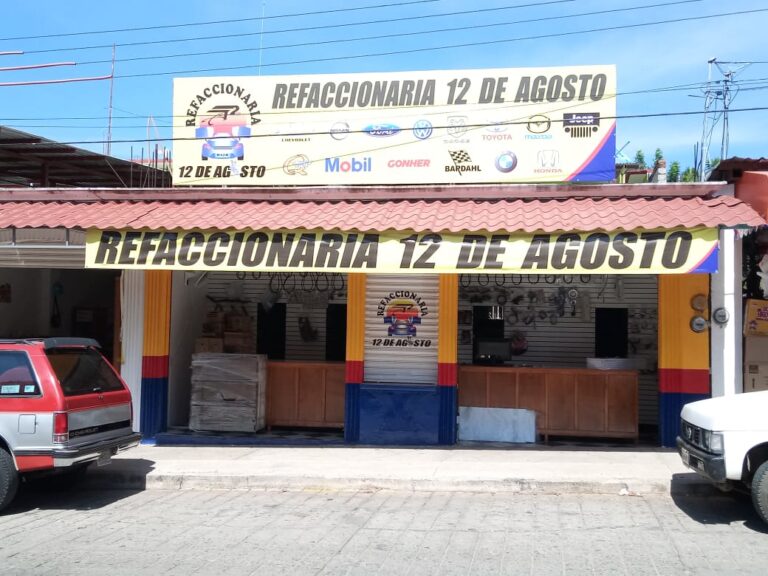 REFACCIONARIA
12 DE AGOSTO
REFACCIONARIA 12 DE AGOSTO
CHEVROLET
NISSAN
Ford
DODGE
TOYOTA
mazda
Jeep
Mobil
GONHER
BARDAHL
HONDA
REFACCIONARIA 12 DE AGOSTO
REFACCIONARIA
12 DE AGOSTO